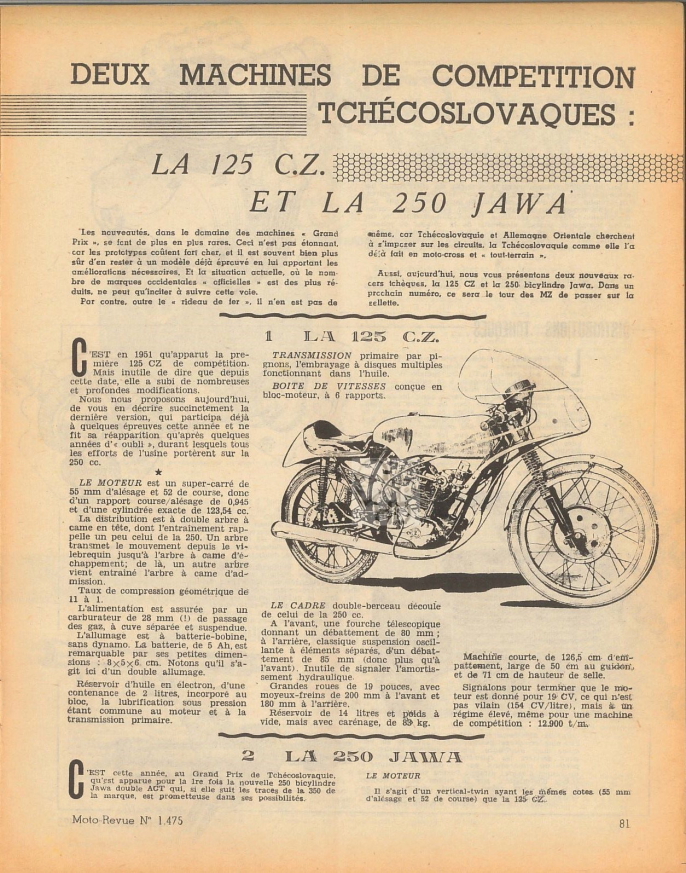 DEUX MACHINES DE COMPETITION
TCHÉCOSLOVAQUES :
LA 125 C.Z.
ET LA 250 JAWA
Les nouveautés, dans le domaine des machines « Grand
Prix », se font de plus en plus rares. Ceci n'est pas étonnant,
car les prototypes coûtent fort cher, et il est souvent bien plus
sûr d'en rester à un modèle déjà éprouvé en lui apportant les
améliorations nécessaires. Et la situation actuelle, où le nom-
bre de marques occidentales « officielles » est des plus ré-
duits, ne peut qu'inciter à suivre cette voie.
Par contre, outre le « rideau de fer », il n'en est pas de
même, car Tchécoslovaquie et Allemagne Orientale cherchent
à s'imposer sur les circuits, la Tchécoslovaquie comme elle l'a
déjà fait en moto-cross et « tout-terrain ».
Aussi, aujourd'hui, nous vous présentons deux nouveaux ra-
cers tchèques, la 125 CZ et la 250 bicylindre Jawa. Dans un
prochain numéro, ce sera le tour des MZ de passer sur la
sellette.
1 LA 125 C.Z.
C'EST en 1951 qu'apparut la pre-
mière 125 CZ de compétition.
Mais inutile de dire que depuis
cette date, elle a subi de nombreuses
et profondes modifications.
Nous nous proposons aujourd'hui,
de vous en décrire succinctement la
dernière version, qui participa déjà
à quelques épreuves cette année et ne
fit sa réapparition qu'après quelques
années d'« oubli », durant lesquels tous
les efforts de l'usine portèrent sur la
250 cc.
★
LE MOTEUR est un super-carré de
55 mm d'alésage et 52 de course, donc
d'un rapport course/alésage de 0,945
et d'une cylindrée exacte de 123,54 cc.
La distribution est à double arbre à
came en tête, dont l'entraînement rap-
pelle un peu celui de la 250. Un arbre
transmet le mouvement depuis le vi-
lebrequin jusqu'à l'arbre à came d'é-
chappement; de là, un autre arbre
vient entraîné l'arbre à came d'ad-
mission.
Taux de compression géométrique de
11 à 1.
L'alimentation est assurée par un
carburateur de 28 mm (!) de passage
des gaz, à cuve séparée et suspendue.
L'allumage est à batterie-bobine,
sans dynamo. La batterie de 5 Ah, est
remarquable par ses petites dimen-
sions : 8×5×6. cm. Notons qu'il s'a-
git ici d'un double allumage.
Réservoir d'huile en électron, d'une
contenance de 2 litres, incorporé au
bloc, la lubrification sous pression
étant commune au moteur et à la
transmission primaire.
TRANSMISSION primaire par pi-
gnons, l'embrayage à disques multiples
fonctionnant dans l'huile.
BOITE DE VITESSES conçue en
bloc-moteur, à 6 rapports.
LE CADRE double-berceau découle
de celui de la 250 cc.
A l'avant, une fourche télescopique
donnant un débattement de 80 mm ;
à l'arrière, classique suspension oscil-
lante à éléments séparés, d'un débat-
tement de 85 mm (donc plus qu'à
l'avant). Inutile de signaler l'amortis-
sement hydraulique.
Grandes roues de 19 pouces, avec
moyeux-freins de 200 mm à l'avant et
180 mm à l'arrière.
Réservoir de 14 litres et poids à
vide, mais avec carénage, de kg.
Machine courte, de 126,5 cm d'em-
pattement, large de 50 cm au guidon,
et de 71 cm de hauteur de selle.
Signalons pour terminer que le mo-
teur est donné pour 19 CV, ce qui n'est
pas vilain (154 CV/litre), mais à un
régime élevé, même pour une machine
de compétition : 12.900 t/m.
2 LA 250 JAWA
C'EST cette année, au Grand Prix de Tchécoslovaquie,
qu'est apparue pour la 1re fois la nouvelle 250 bicylindre
Jawa double ACT qui, si elle suit les traces de la 350 de
la marque, est prometteuse dans ses possibilités.
LE MOTEUR
Il s'agit d'un vertical-twin ayant les mêmes cotes (55 mm
d'alésage et 52 de course) que la 125 CZ.
Moto-Revue N° 1.475
81